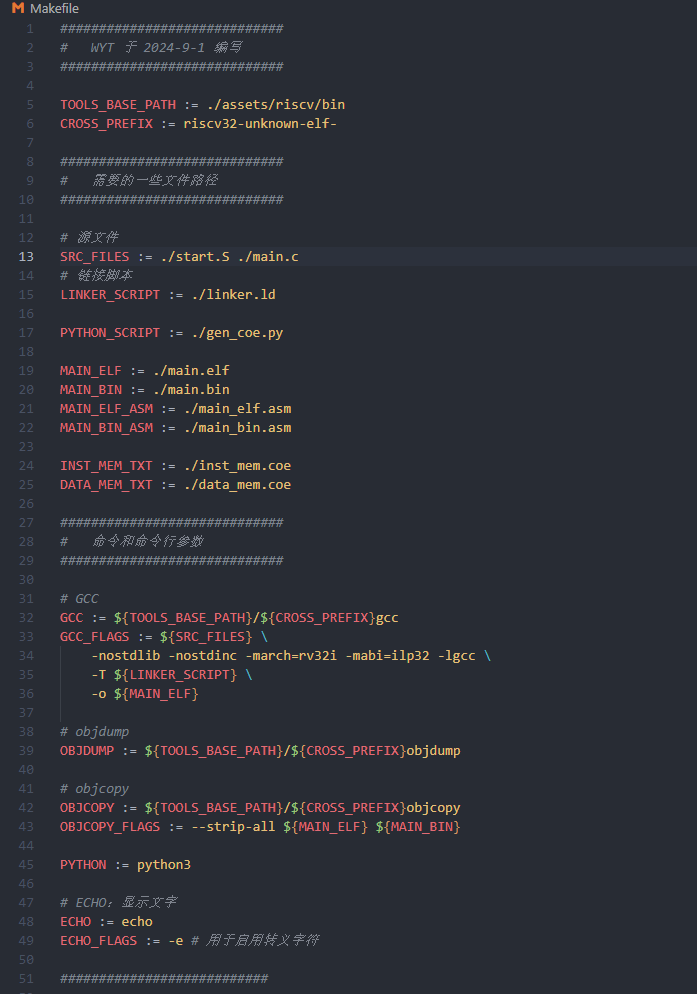 Makefile
1 #############################
2 #   WYT 于 2024-9-1 编写
3 #############################
4
5 TOOLS_BASE_PATH := ./assets/riscv/bin
6 CROSS_PREFIX := riscv32-unknown-elf-
7
8 #############################
9 #   需要的一些文件路径
10 #############################
11
12 # 源文件
13 SRC_FILES := ./start.S ./main.c
14 # 链接脚本
15 LINKER_SCRIPT := ./linker.ld
16
17 PYTHON_SCRIPT := ./gen_coe.py
18
19 MAIN_ELF := ./main.elf
20 MAIN_BIN := ./main.bin
21 MAIN_ELF_ASM := ./main_elf.asm
22 MAIN_BIN_ASM := ./main_bin.asm
23
24 INST_MEM_TXT := ./inst_mem.coe
25 DATA_MEM_TXT := ./data_mem.coe
26
27 #############################
28 #   命令和命令行参数
29 #############################
30
31 # GCC
32 GCC := ${TOOLS_BASE_PATH}/${CROSS_PREFIX}gcc
33 GCC_FLAGS := ${SRC_FILES} \
34     -nostdlib -nostdinc -march=rv32i -mabi=ilp32 -lgcc \
35     -T ${LINKER_SCRIPT} \
36     -o ${MAIN_ELF}
37
38 # objdump
39 OBJDUMP := ${TOOLS_BASE_PATH}/${CROSS_PREFIX}objdump
40
41 # objcopy
42 OBJCOPY := ${TOOLS_BASE_PATH}/${CROSS_PREFIX}objcopy
43 OBJCOPY_FLAGS := --strip-all ${MAIN_ELF} ${MAIN_BIN}
44
45 PYTHON := python3
46
47 # ECHO：显示文字
48 ECHO := echo
49 ECHO_FLAGS := -e # 用于启用转义字符
50
51 ###########################